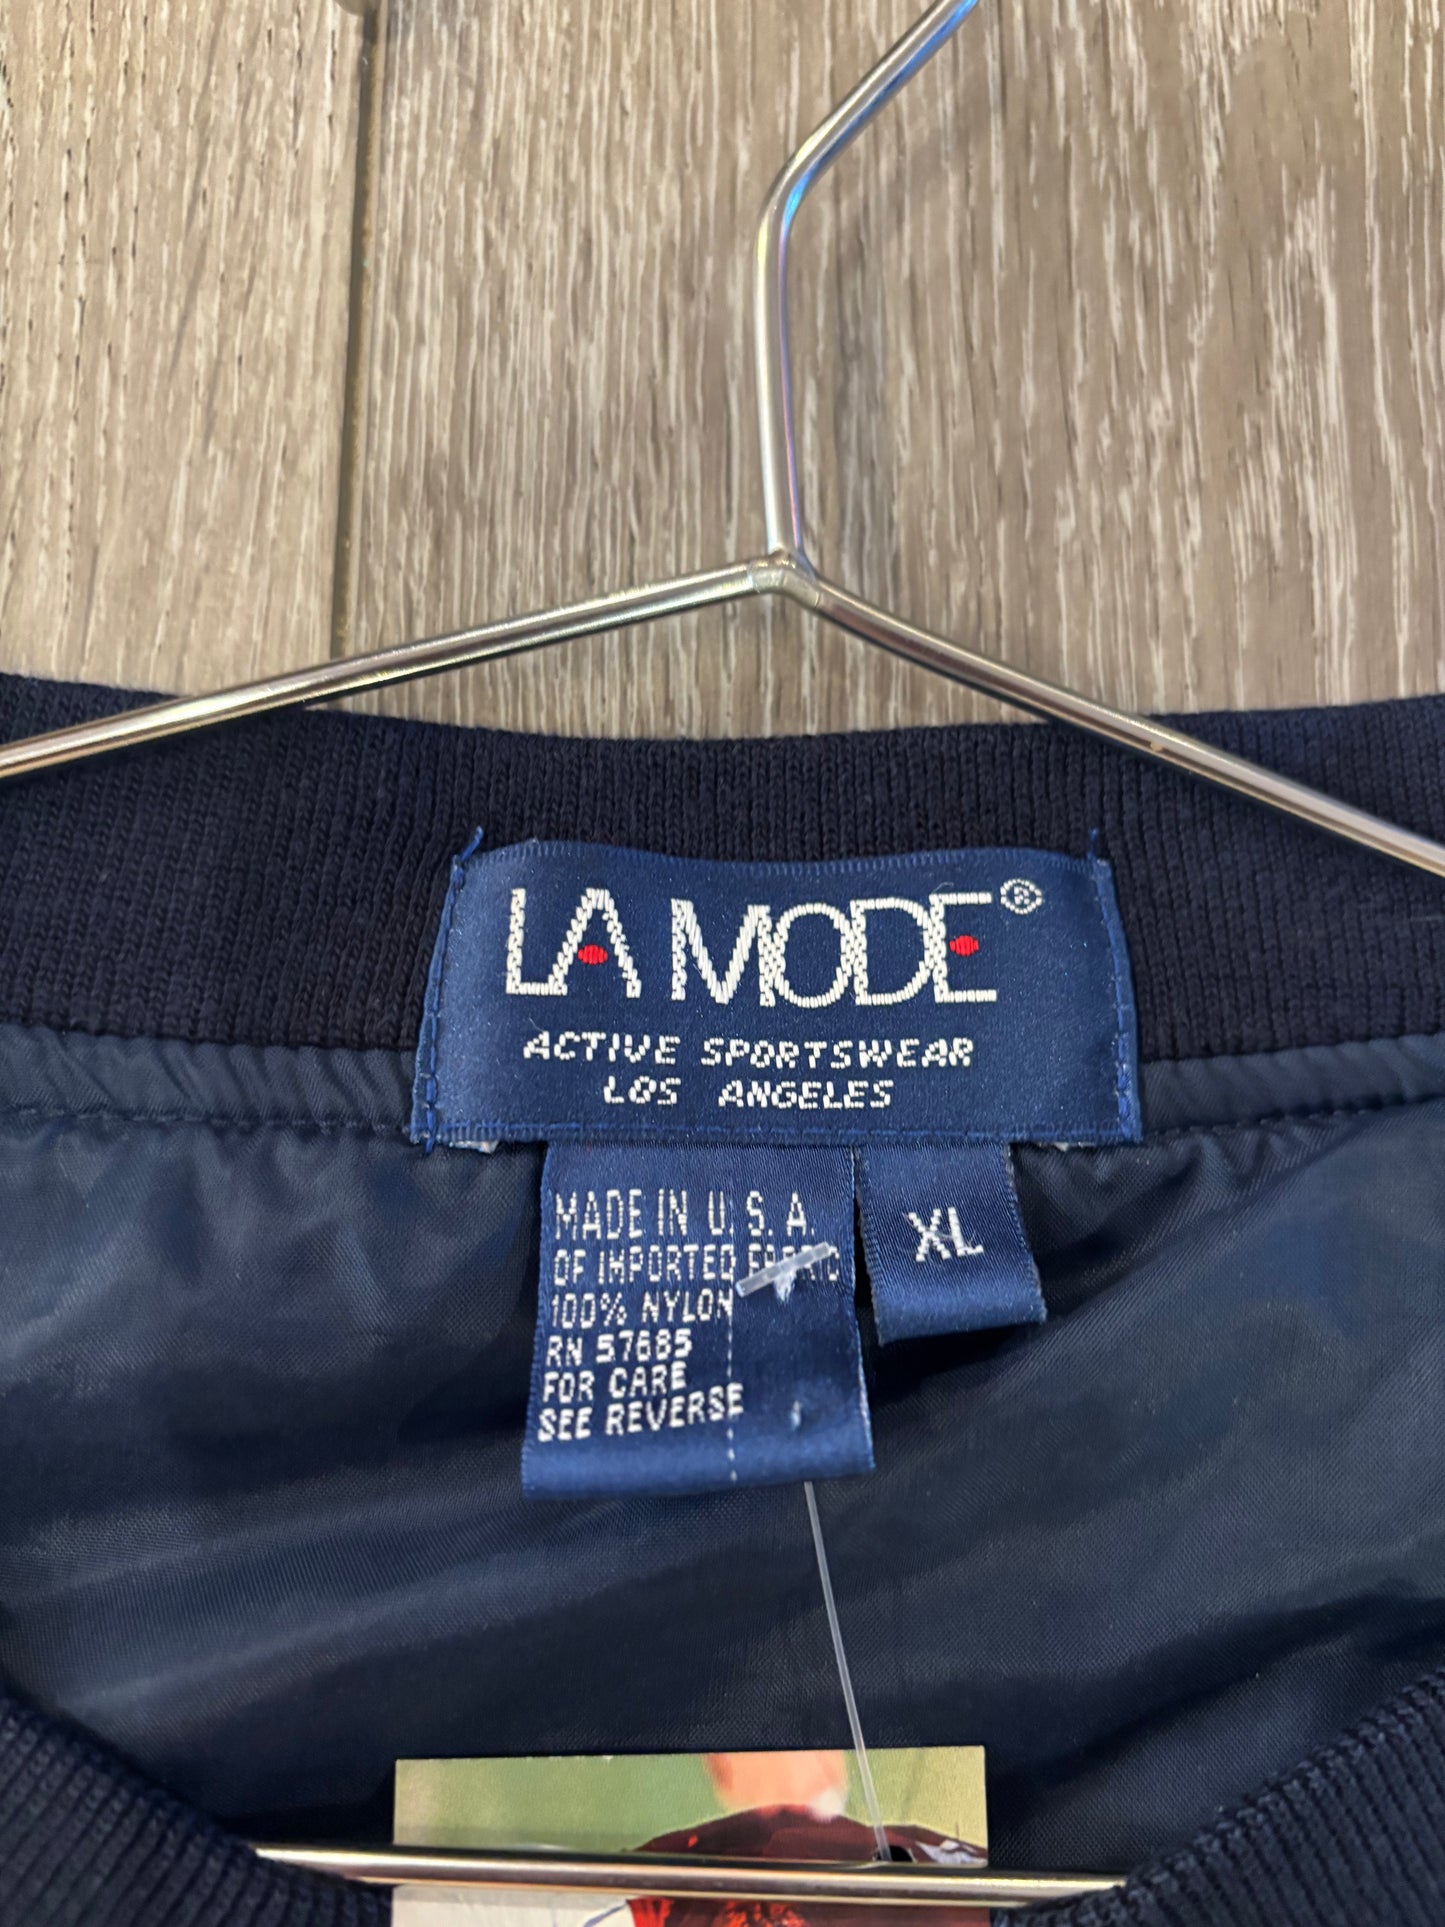 LA MODE®
ACTIVE SPORTSWEAR
LOS ANGELES
MADE IN U.S.A.
OF IMPORTED FABRIC
100% NYLON
RN 57685
FOR CARE
SEE REVERSE
XL